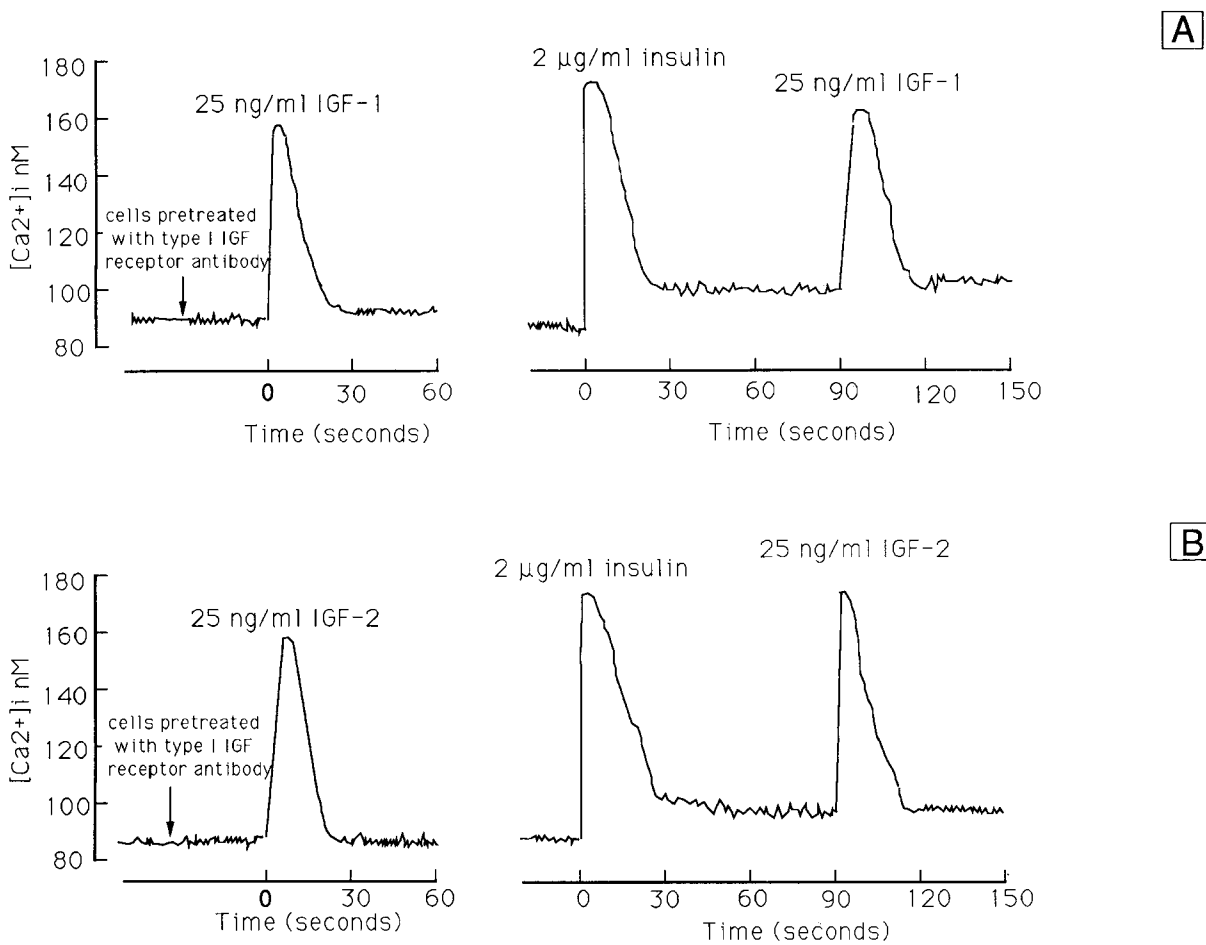 A
180
160
140
120
100
80
[Ca2+]i nM
25 ng/ml IGF-1
cells pretreated
with type I IGF
receptor antibody
0 30 60
Time (seconds)
2 µg/ml insulin
25 ng/ml IGF-1
0 30 60 90 120 150
Time (seconds)
B
180
160
140
120
100
80
[Ca2+]i nM
25 ng/ml IGF-2
cells pretreated
with type I IGF
receptor antibody
0 30 60
Time (seconds)
2 µg/ml insulin
25 ng/ml IGF-2
0 30 60 90 120 150
Time (seconds)